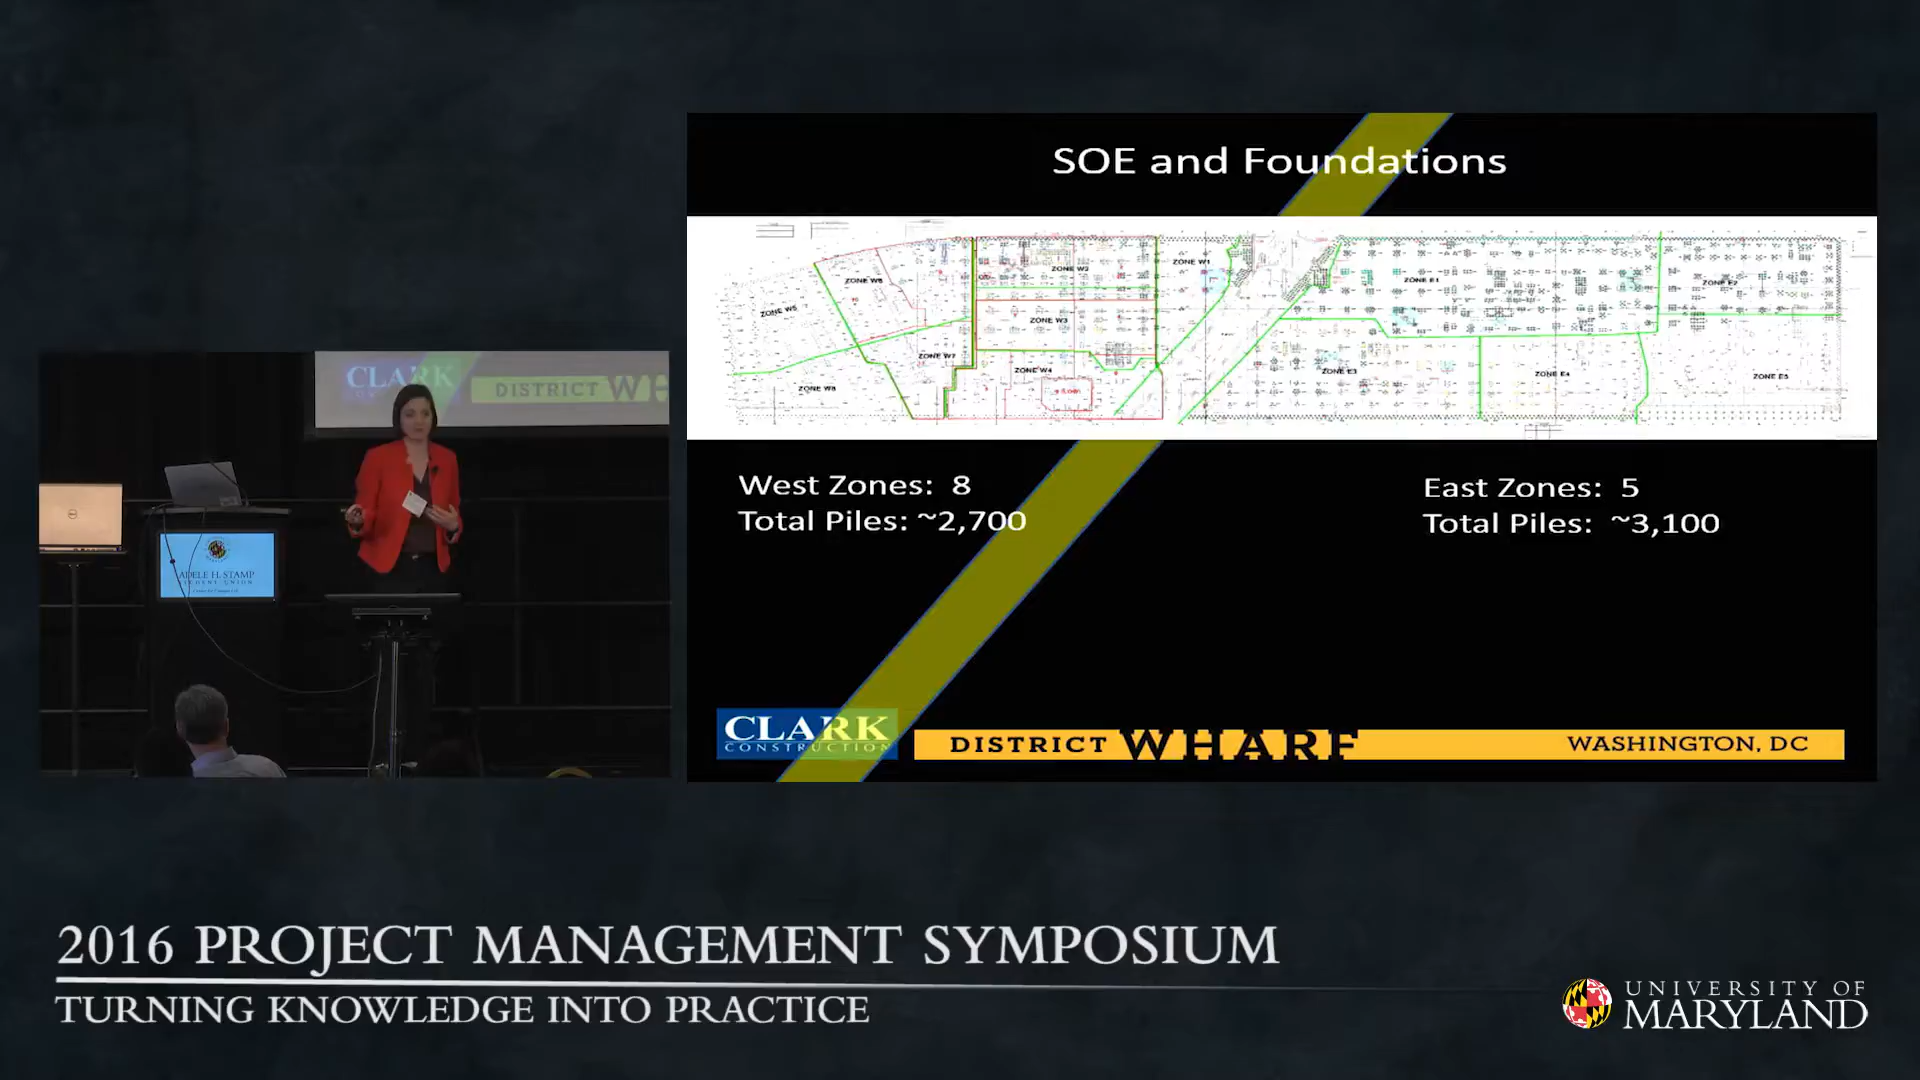 SOE and Foundations
ZONE W5
ZONE W6
ZONE W7
ZONE W8
ZONE W2
ZONE W3
ZONE W4
ZONE W1
ZONE E1
ZONE E2
ZONE E3
ZONE E4
ZONE E5
West Zones: 8
Total Piles: ~2,700
East Zones: 5
Total Piles: ~3,100
CLARK
CONSTRUCTION
DISTRICT WHARF
WASHINGTON, DC
CLARK
DISTRICT WH
DELL
ADELE H. STAMP
STUDENT UNION
2016 PROJECT MANAGEMENT SYMPOSIUM
TURNING KNOWLEDGE INTO PRACTICE
UNIVERSITY OF
MARYLAND